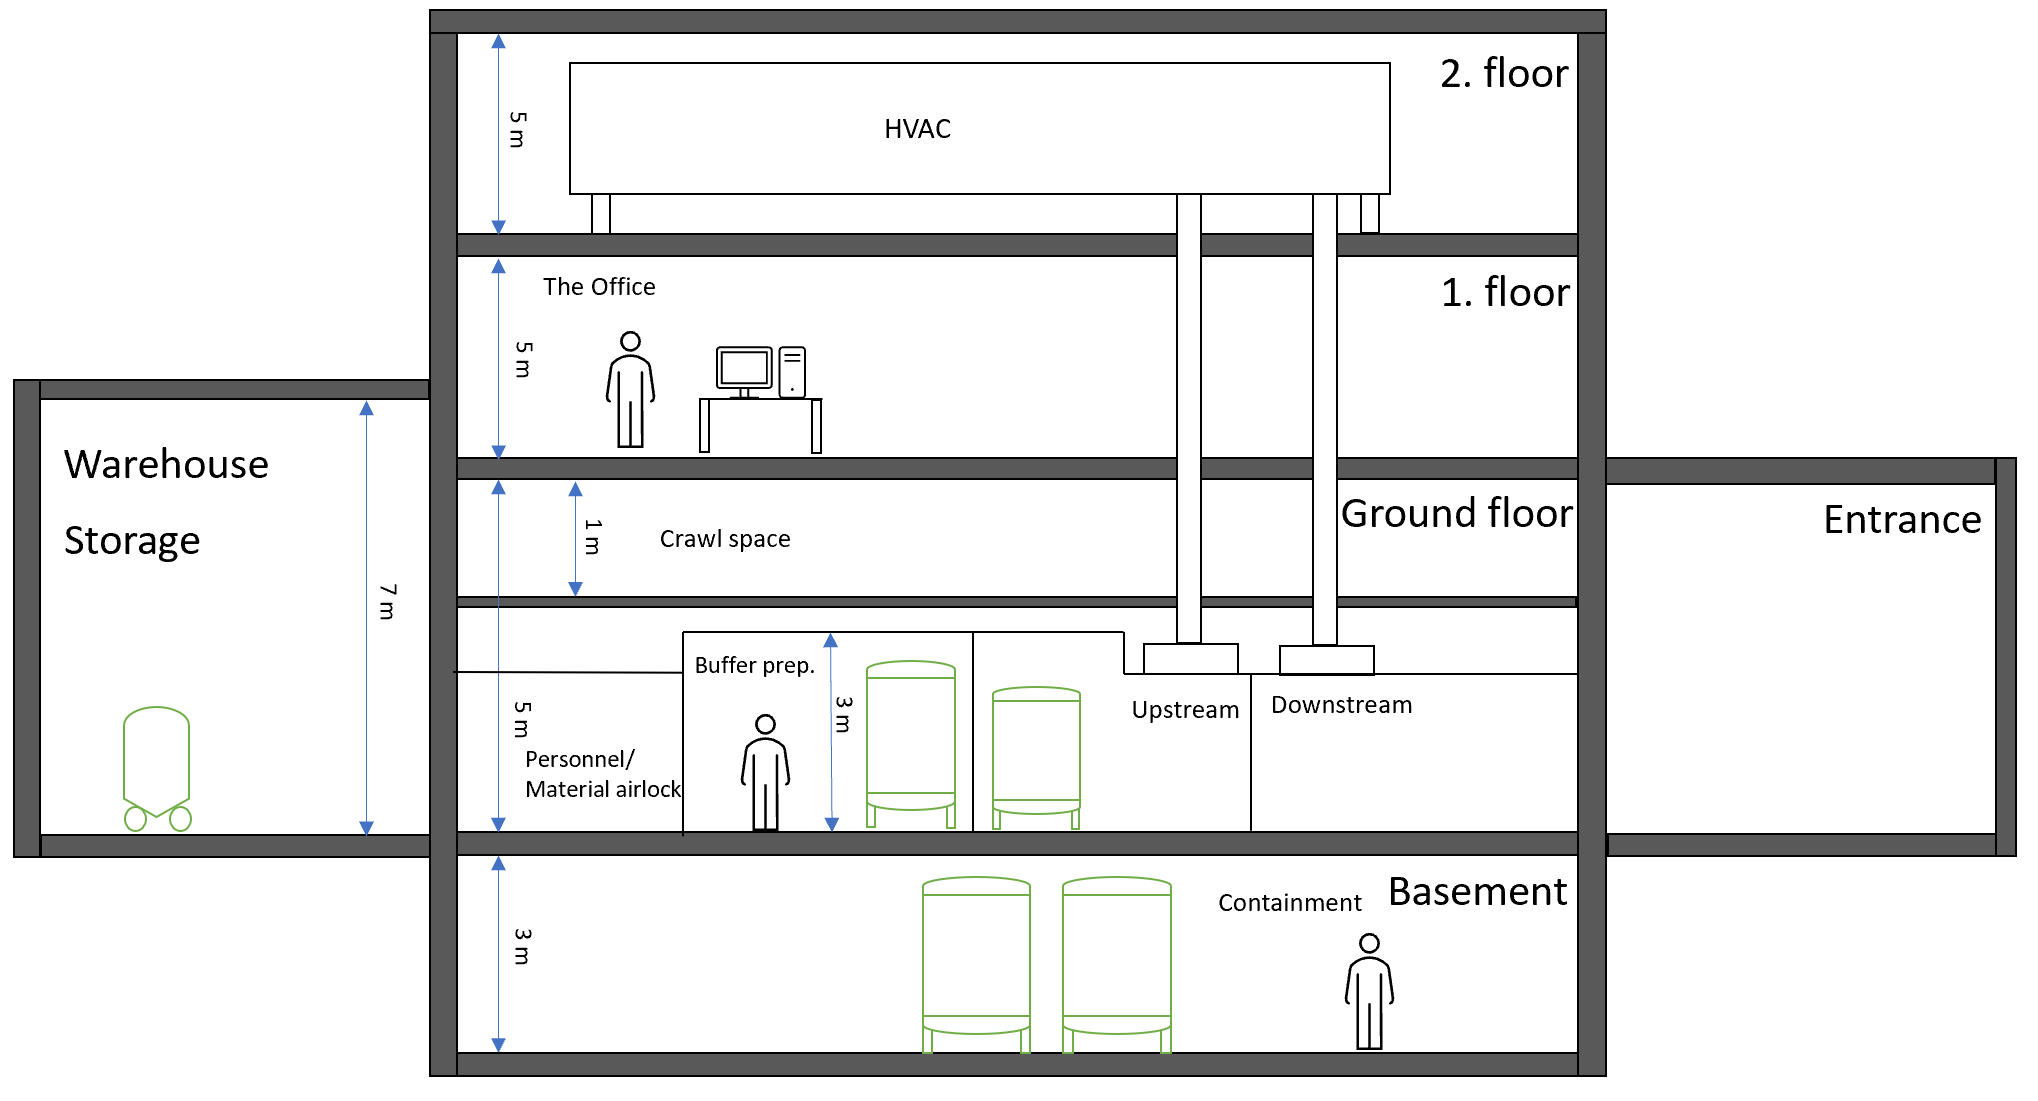 2. floor
HVAC
5 m
The Office
1. floor
5 m
Warehouse
Storage
7 m
Ground floor
1 m
Crawl space
Entrance
Buffer prep.
3 m
5 m
Upstream
Downstream
Personnel/
Material airlock
Basement
Containment
3 m